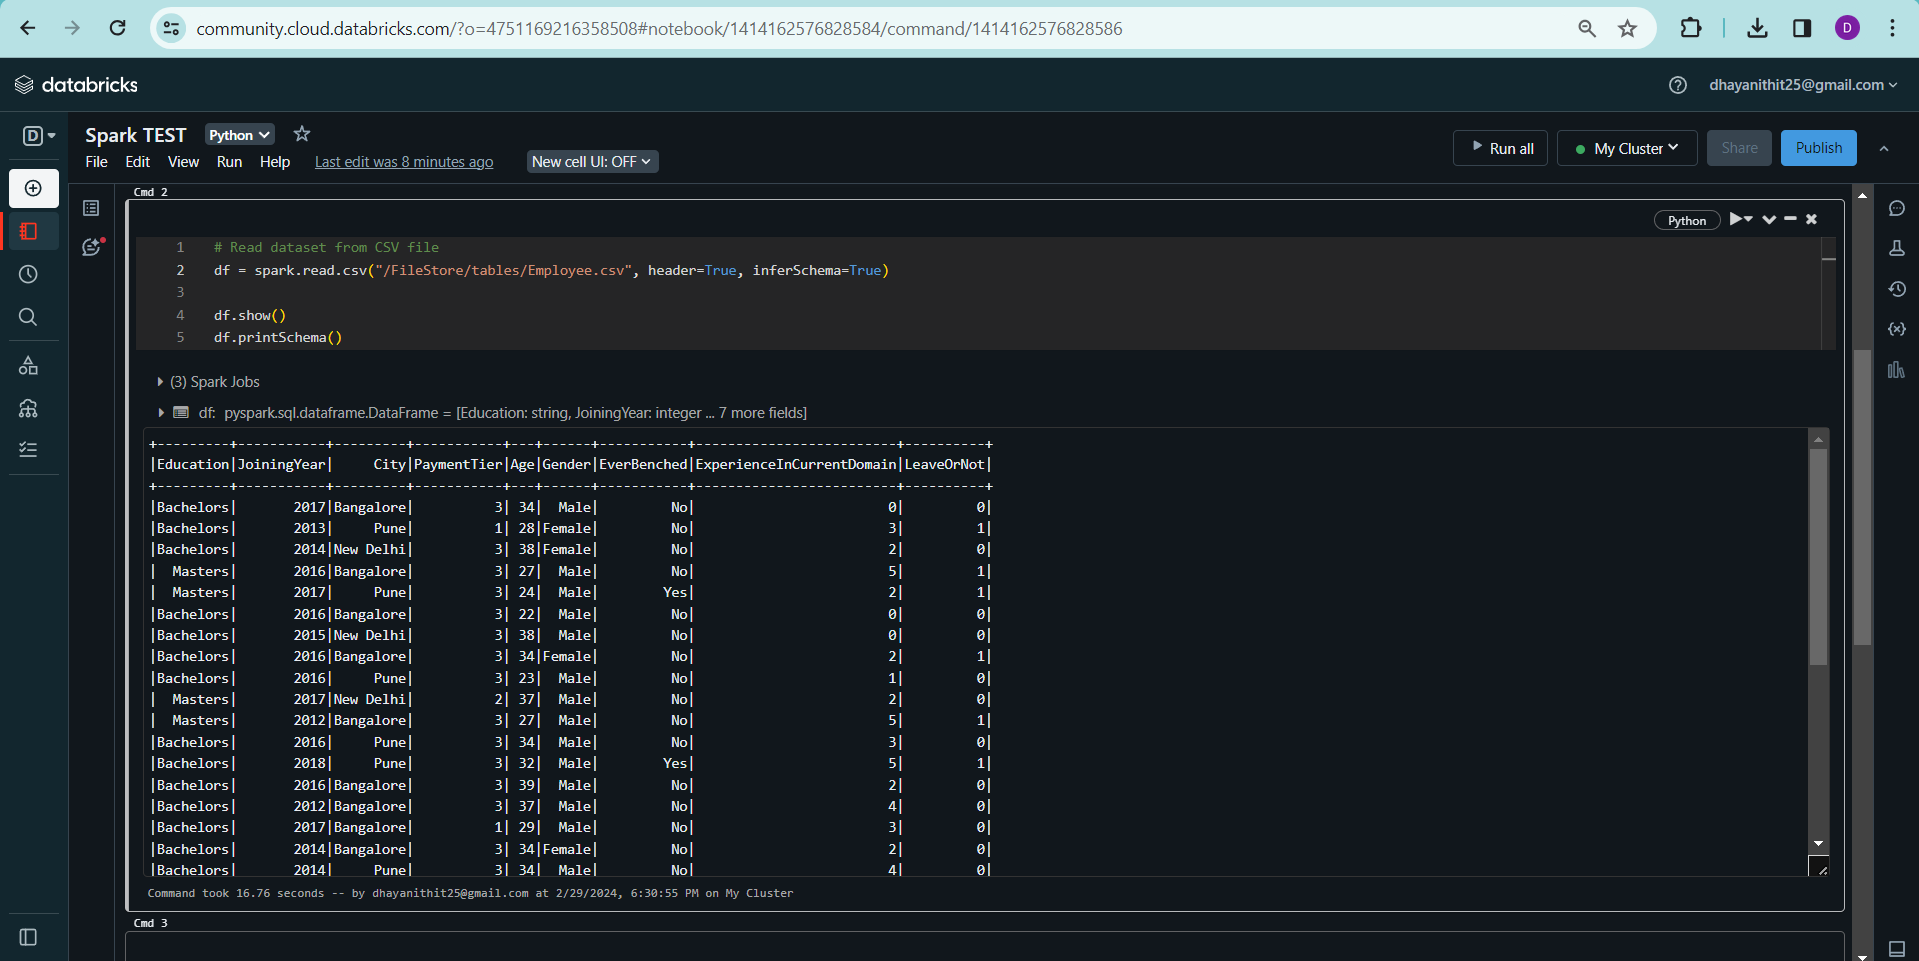 community.cloud.databricks.com/?o=4751169216358508#notebook/1414162576828584/command/1414162576828586
D
databricks
dhayanithit25@gmail.com
D
Spark TEST
Python
File Edit View Run Help Last edit was 8 minutes ago New cell UI: OFF
Run all
My Cluster
Share
Publish
Cmd 2
Python
1 # Read dataset from CSV file
2 df = spark.read.csv("/FileStore/tables/Employee.csv", header=True, inferSchema=True)
3
4 df.show()
5 df.printSchema()
(3) Spark Jobs
df: pyspark.sql.dataframe.DataFrame = [Education: string, JoiningYear: integer ... 7 more fields]
+---------+-----------+---------+-----------+---+------+-----------+-------------------------+----------+
|Education|JoiningYear|     City|PaymentTier|Age|Gender|EverBenched|ExperienceInCurrentDomain|LeaveOrNot|
+---------+-----------+---------+-----------+---+------+-----------+-------------------------+----------+
|Bachelors|       2017|Bangalore|          3| 34|  Male|         No|                        0|         0|
|Bachelors|       2013|     Pune|          1| 28|Female|         No|                        3|         1|
|Bachelors|       2014|New Delhi|          3| 38|Female|         No|                        2|         0|
|  Masters|       2016|Bangalore|          3| 27|  Male|         No|                        5|         1|
|  Masters|       2017|     Pune|          3| 24|  Male|        Yes|                        2|         1|
|Bachelors|       2016|Bangalore|          3| 22|  Male|         No|                        0|         0|
|Bachelors|       2015|New Delhi|          3| 38|  Male|         No|                        0|         0|
|Bachelors|       2016|Bangalore|          3| 34|Female|         No|                        2|         1|
|Bachelors|       2016|     Pune|          3| 23|  Male|         No|                        1|         0|
|  Masters|       2017|New Delhi|          2| 37|  Male|         No|                        2|         0|
|  Masters|       2012|Bangalore|          3| 27|  Male|         No|                        5|         1|
|Bachelors|       2016|     Pune|          3| 34|  Male|         No|                        3|         0|
|Bachelors|       2018|     Pune|          3| 32|  Male|        Yes|                        5|         1|
|Bachelors|       2016|Bangalore|          3| 39|  Male|         No|                        2|         0|
|Bachelors|       2012|Bangalore|          3| 37|  Male|         No|                        4|         0|
|Bachelors|       2017|Bangalore|          1| 29|  Male|         No|                        3|         0|
|Bachelors|       2014|Bangalore|          3| 34|Female|         No|                        2|         0|
|Bachelors|       2014|     Pune|          3| 34|  Male|         No|                        4|         0|
Command took 16.76 seconds -- by dhayanithit25@gmail.com at 2/29/2024, 6:30:55 PM on My Cluster
Cmd 3